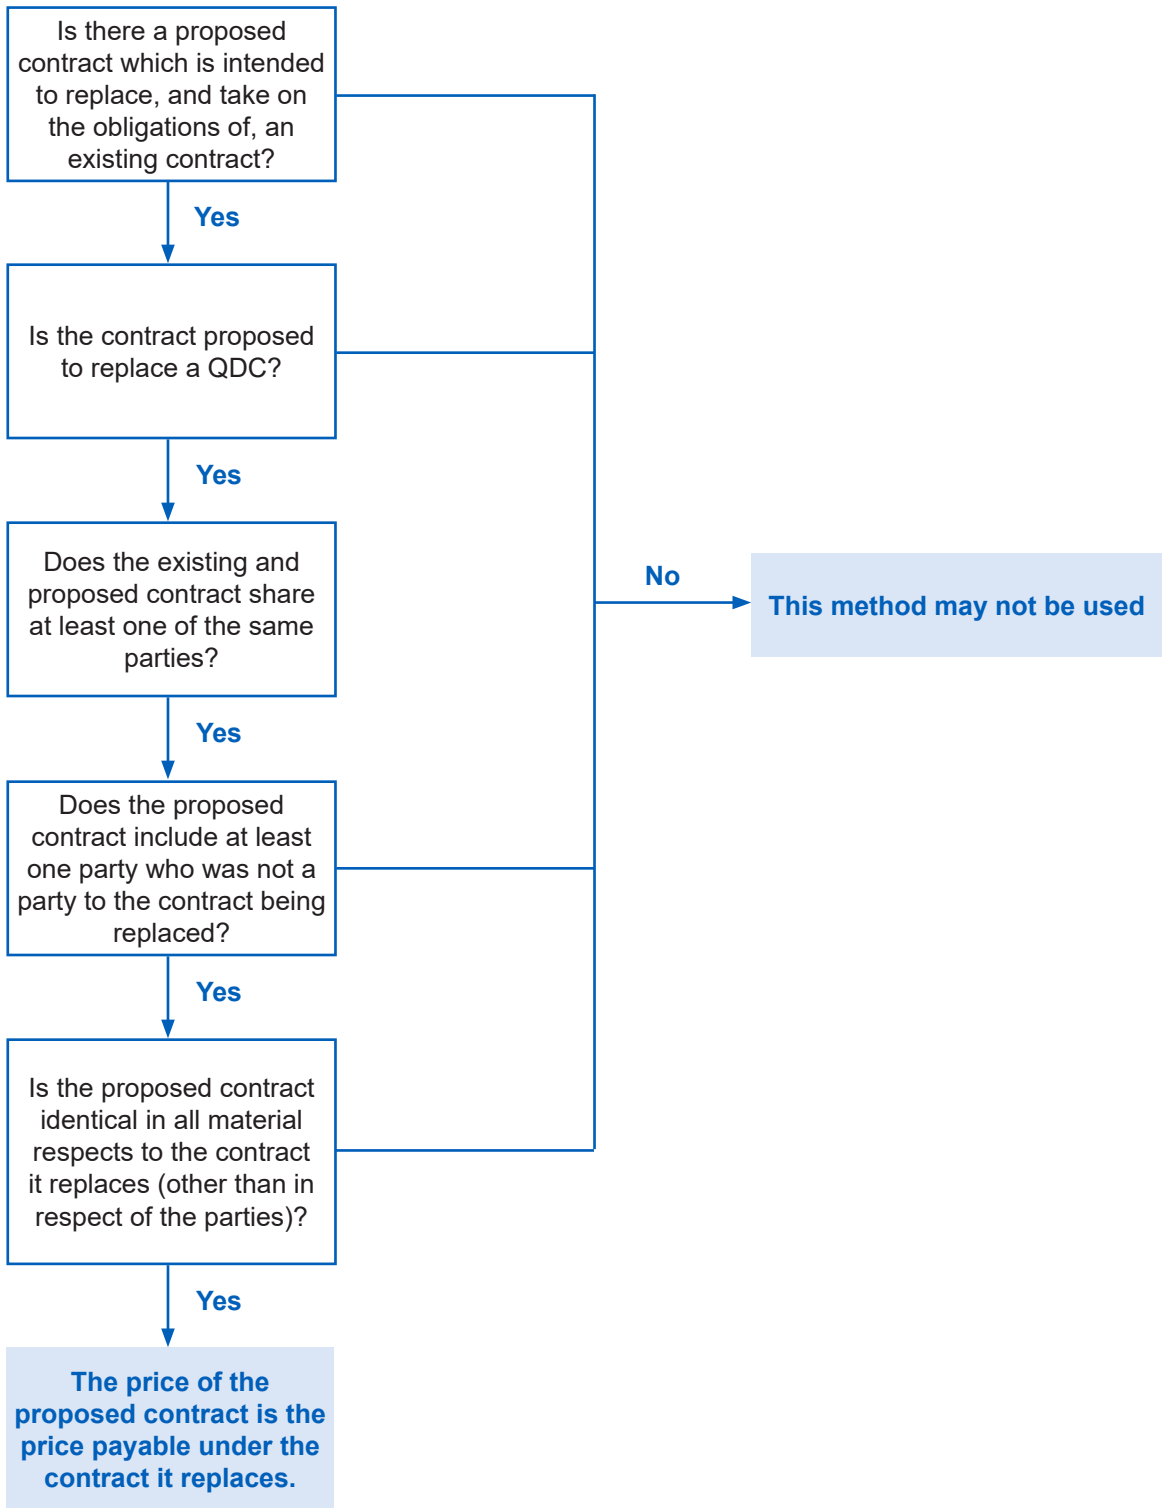 Is there a proposed
contract which is intended
to replace, and take on
the obligations of, an
existing contract?
Yes
Is the contract proposed
to replace a QDC?
Yes
Does the existing and
proposed contract share
at least one of the same
parties?
No
This method may not be used
Yes
Does the proposed
contract include at least
one party who was not a
party to the contract being
replaced?
Yes
Is the proposed contract
identical in all material
respects to the contract
it replaces (other than in
respect of the parties)?
Yes
The price of the
proposed contract is the
price payable under the
contract it replaces.